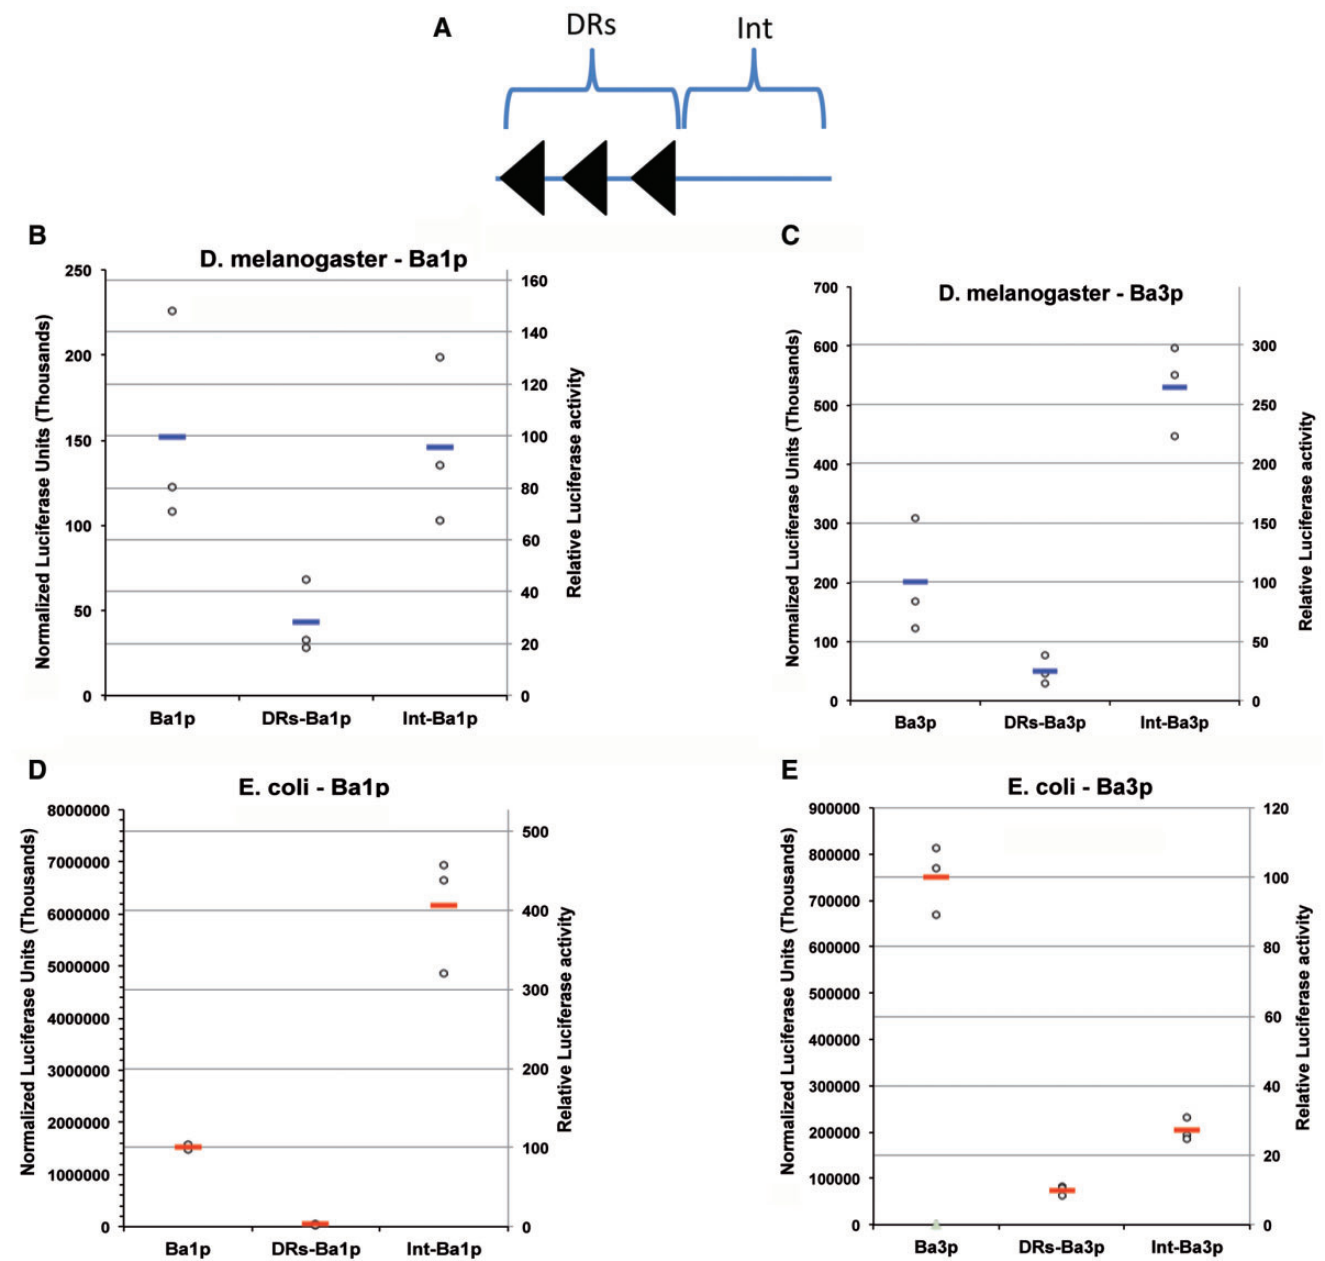 A
DRs
Int
B
D. melanogaster - Ba1p
Normalized Luciferase Units (Thousands)
250
200
150
100
50
0
160
140
120
100
80
60
40
20
0
Relative Luciferase activity
Ba1p
DRs-Ba1p
Int-Ba1p
C
D. melanogaster - Ba3p
Normalized Luciferase Units (Thousands)
700
600
500
400
300
200
100
0
300
250
200
150
100
50
0
Relative Luciferase activity
Ba3p
DRs-Ba3p
Int-Ba3p
D
E. coli - Ba1p
Normalized Luciferase Units (Thousands)
8000000
7000000
6000000
5000000
4000000
3000000
2000000
1000000
0
500
400
300
200
100
0
Relative Luciferase activity
Ba1p
DRs-Ba1p
Int-Ba1p
E
E. coli - Ba3p
Normalized Luciferase Units (Thousands)
900000
800000
700000
600000
500000
400000
300000
200000
100000
0
120
100
80
60
40
20
0
Relative Luciferase activity
Ba3p
DRs-Ba3p
Int-Ba3p